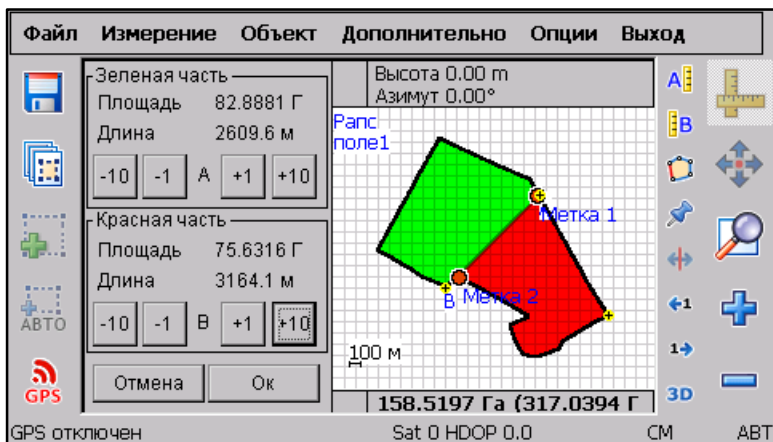 Файл Измерение Объект Дополнительно Опции Выход
Зеленая часть
Площадь 82.8881 Г
Длина 2609.6 м
-10 -1 A +1 +10
Красная часть
Площадь 75.6316 Г
Длина 3164.1 м
-10 -1 B +1 +10
Отмена Ок
АВТО
GPS
Высота 0.00 m
Азимут 0.00°
Рапс
поле1
Метка 1
B Метка 2
100 м
158.5197 Га (317.0394 Г
A
B
1
1
3D
GPS отключен Sat 0 HDOP 0.0 СМ АВТ